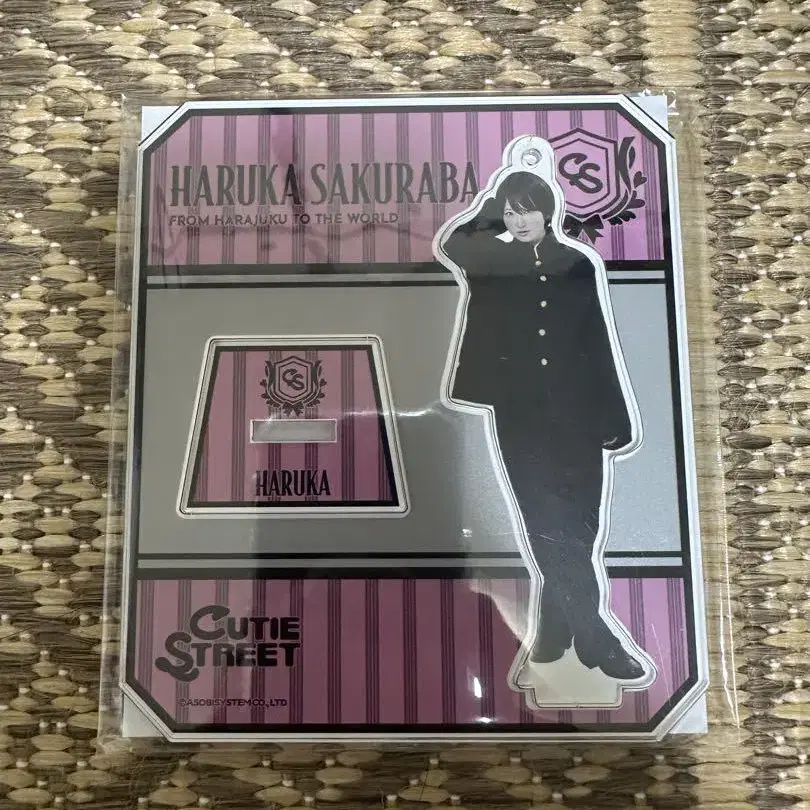 HARUKA SAKURABA
FROM HARAJUKU TO THE WORLD
CS
CS
HARUKA
CUTIE
STREET
©ASOBISYSTEM CO., LTD